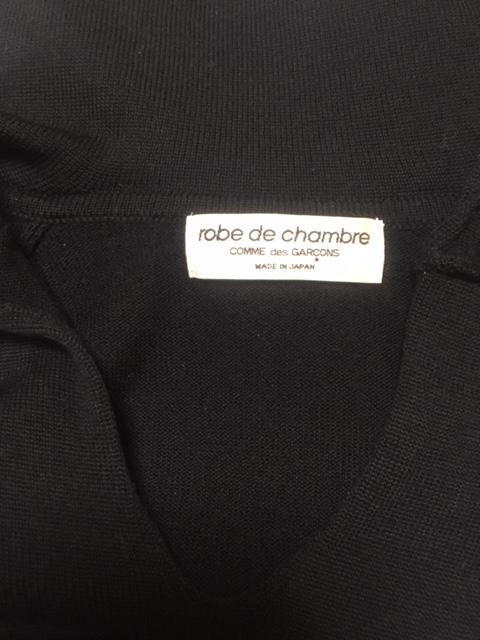 robe de chambre
COMME des GARÇONS
MADE IN JAPAN